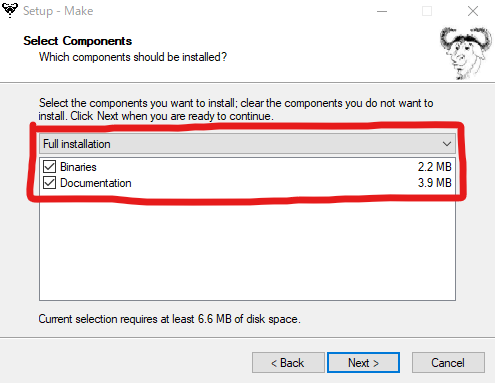 Setup - Make
Select Components
Which components should be installed?
Select the components you want to install; clear the components you do not want to
install. Click Next when you are ready to continue.
Full installation
Binaries 2.2 MB
Documentation 3.9 MB
Current selection requires at least 6.6 MB of disk space.
< Back Next > Cancel